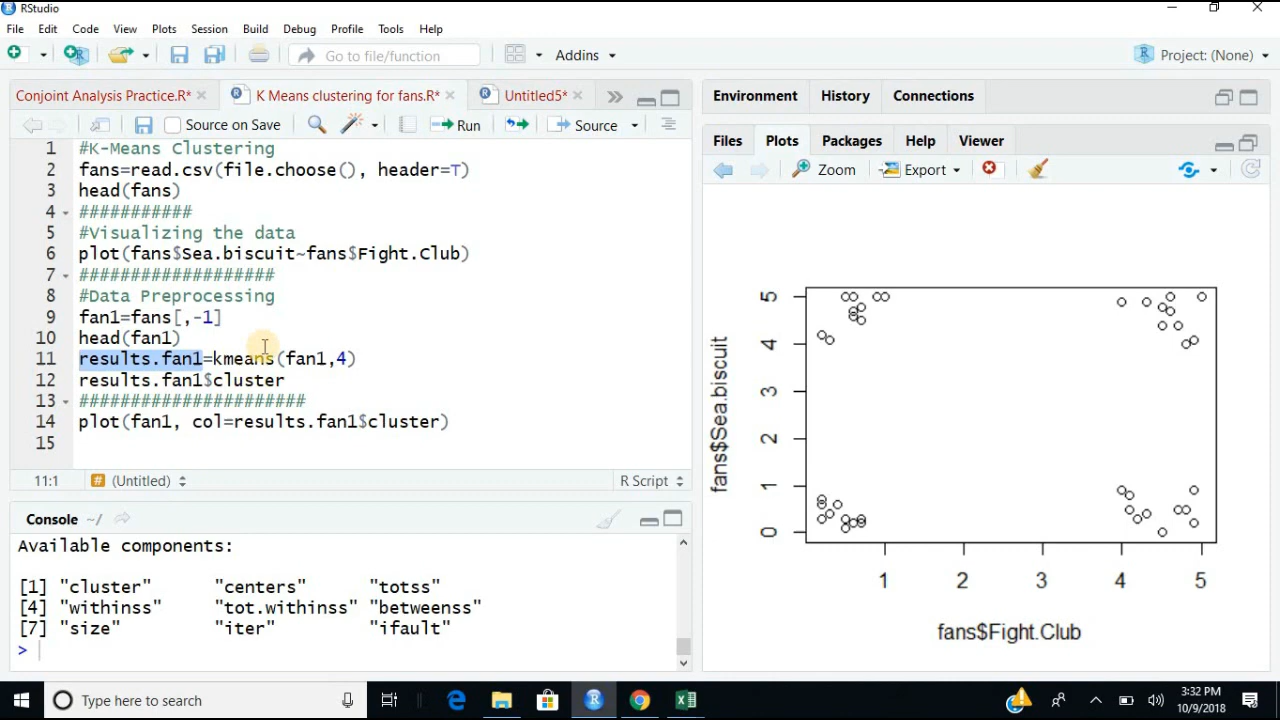 RStudio
File Edit Code View Plots Session Build Debug Profile Tools Help
Go to file/function Addins Project: (None)
Conjoint Analysis Practice.R* K Means clustering for fans.R* Untitled5*
Source on Save Run Source
1 #K-Means Clustering
2 fans=read.csv(file.choose(), header=T)
3 head(fans)
4 ###########
5 #Visualizing the data
6 plot(fans$Sea.biscuit~fans$Fight.Club)
7 ###################
8 #Data Preprocessing
9 fan1=fans[,-1]
10 head(fan1)
11 results.fan1=kmeans(fan1,4)
12 results.fan1$cluster
13 ######################
14 plot(fan1, col=results.fan1$cluster)
15
11:1 # (Untitled) R Script
Console ~/
Available components:
[1] "cluster" "centers" "totss"
[4] "withinss" "tot.withinss" "betweenss"
[7] "size" "iter" "ifault"
>
Environment History Connections
Files Plots Packages Help Viewer
Zoom Export
fans$Sea.biscuit
5
4
3
2
1
0
1 2 3 4 5
fans$Fight.Club
Type here to search
3:32 PM
10/9/2018